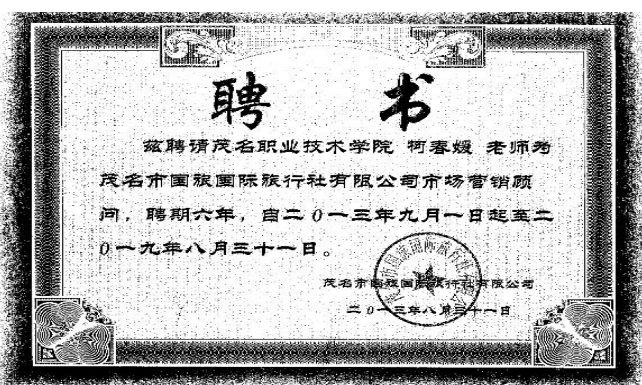 聘 书
兹聘请茂名职业技术学院 柯春媛 老师为
茂名市国旅国际旅行社有限公司市场营销顾
问，聘期六年，自二0一三年九月一日起至二
0一九年八月三十一日。
茂名市国旅国际旅行社有限公司
二0一三年八月三十一日